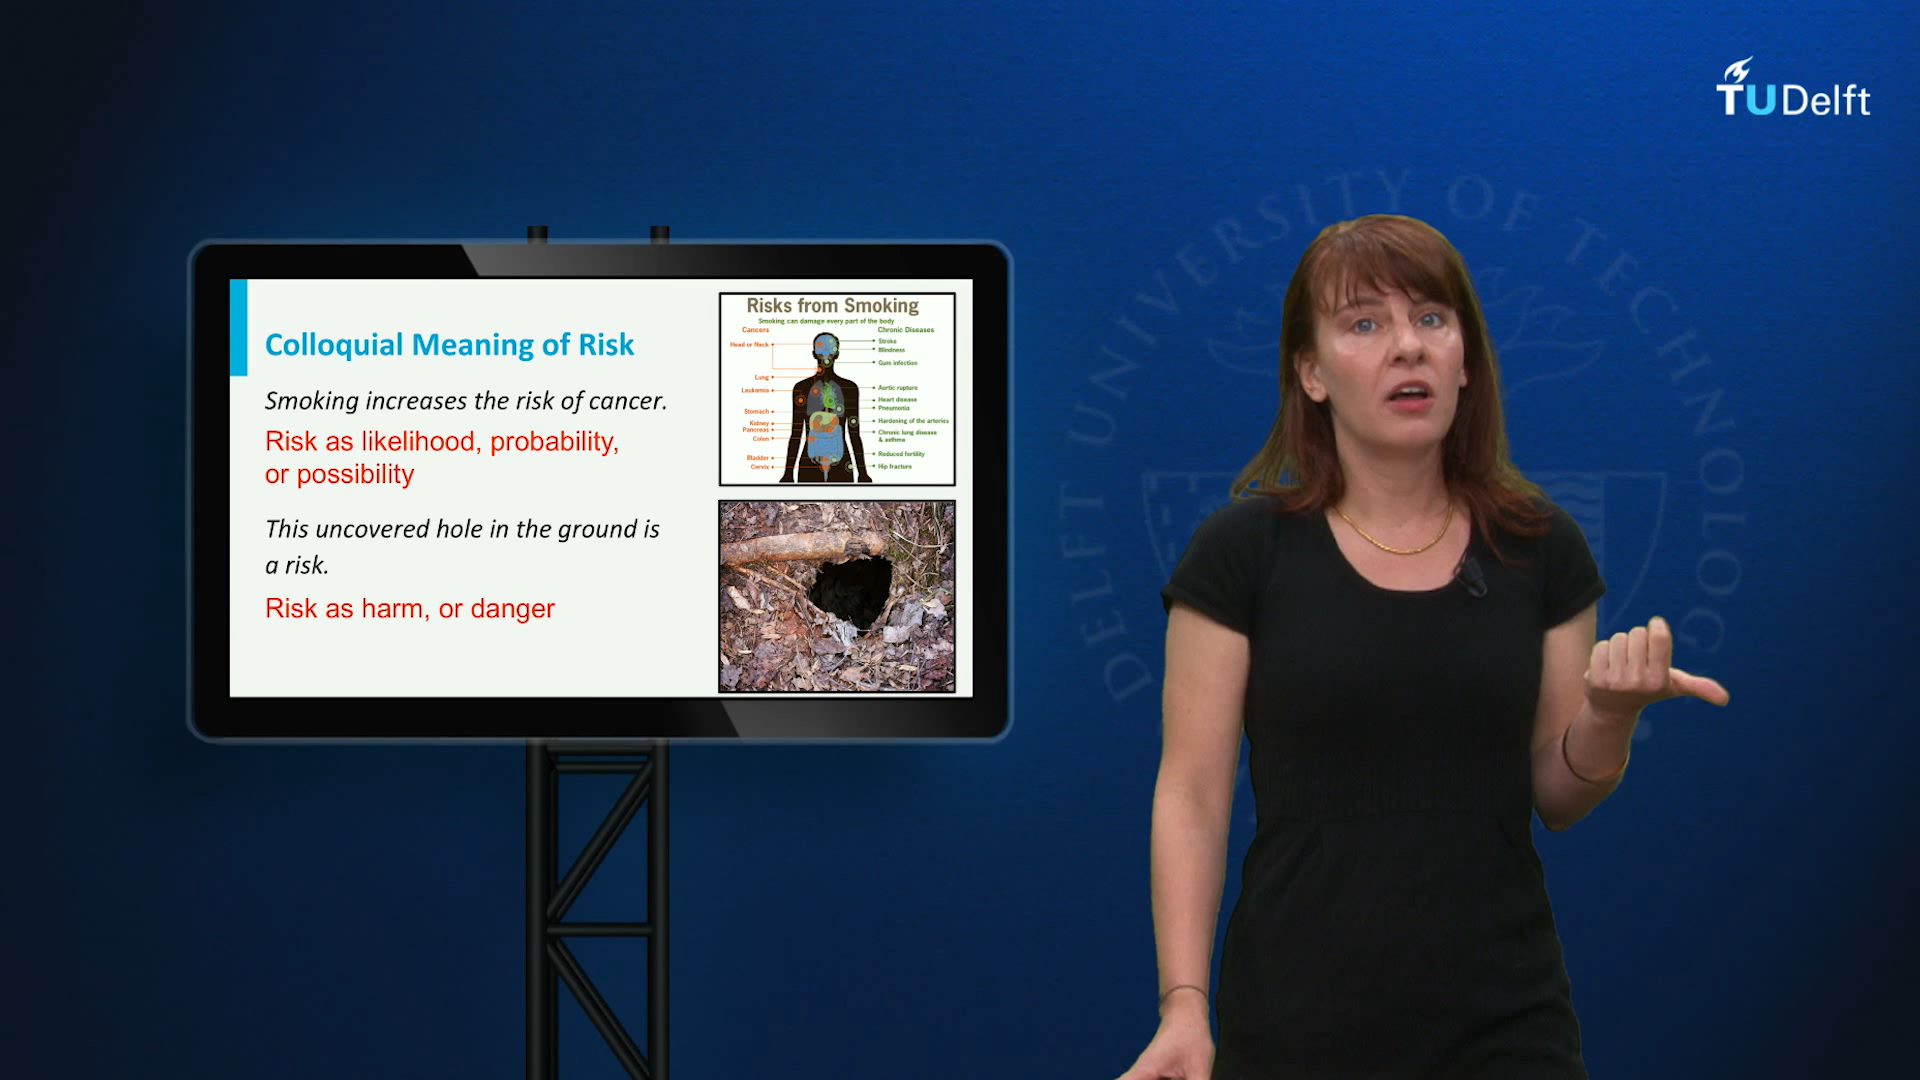 TU Delft
Colloquial Meaning of Risk
Smoking increases the risk of cancer.
Risk as likelihood, probability,
or possibility
This uncovered hole in the ground is
a risk.
Risk as harm, or danger
Risks from Smoking
Smoking can damage every part of the body
Cancers
Head or Neck
Lung
Leukemia
Stomach
Kidney
Pancreas
Colon
Bladder
Cervix
Chronic Diseases
Stroke
Blindness
Gum infection
Aortic rupture
Heart disease
Pneumonia
Hardening of the arteries
Chronic lung disease
& asthma
Reduced fertility
Hip fracture
DELFT UNIVERSITY OF TECHNOLOG